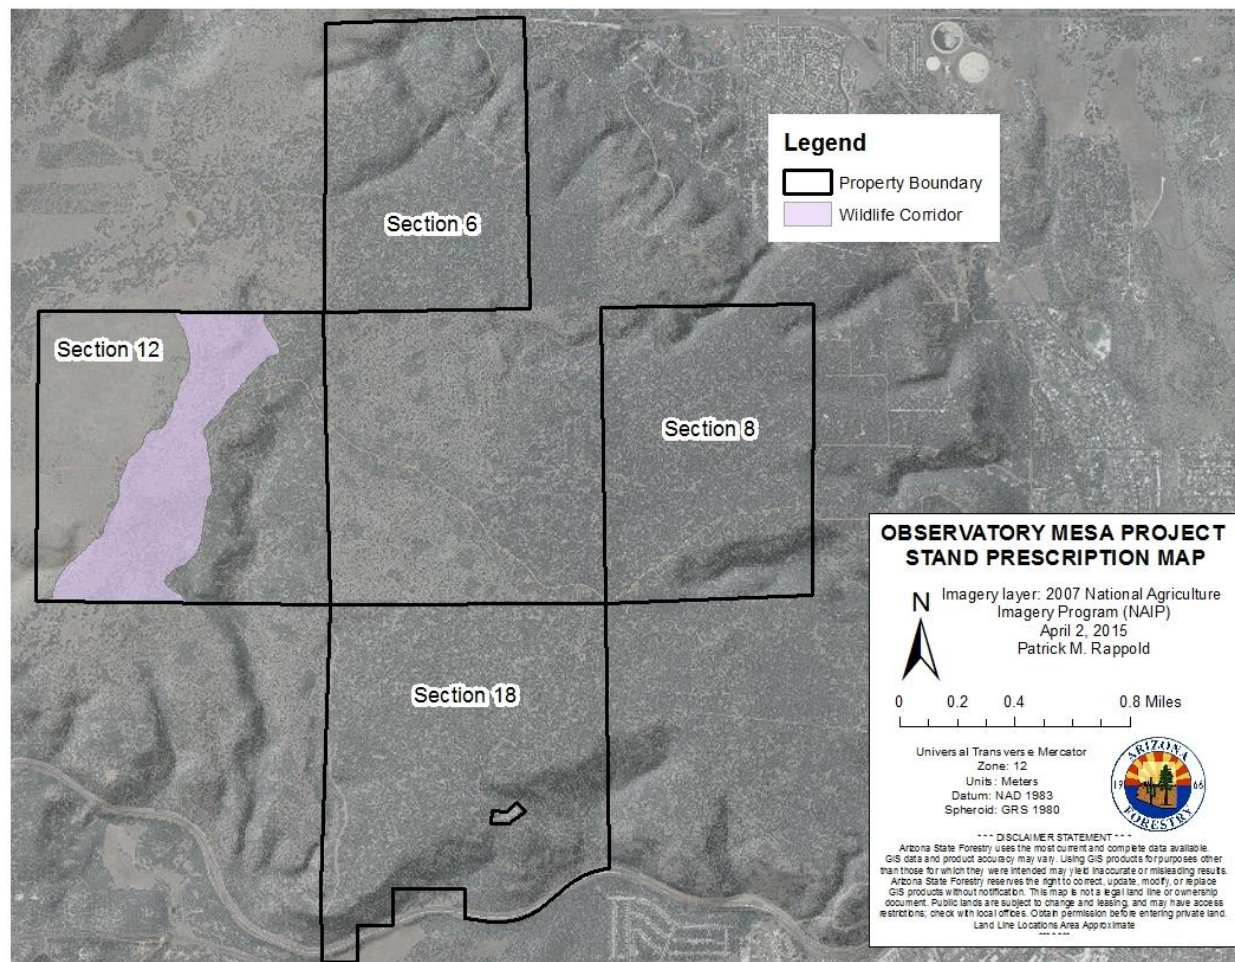 Section 6
Legend
Property Boundary
Wildlife Corridor
Section 12
Section 8
Section 18
OBSERVATORY MESA PROJECT
STAND PRESCRIPTION MAP
N
Imagery layer: 2007 National Agriculture
Imagery Program (NAIP)
April 2, 2015
Patrick M. Rappold
0 0.2 0.4 0.8 Miles
Universal Transverse Mercator
Zone: 12
Units: Meters
Datum: NAD 1983
Spheroid: GRS 1980
ARIZONA
19 66
FORESTRY
--- DISCLAIMER STATEMENT ---
Arizona State Forestry uses the most current and complete data available.
GIS data and product accuracy may vary. Using GIS products for purposes other
than those for which they were intended may yield inaccurate or misleading results.
Arizona State Forestry reserves the right to correct, update, modify, or replace
GIS products without notification. This map is not a legal land line or ownership
document. Public lands are subject to change and leasing, and may have access
restrictions; check with local offices. Obtain permission before entering private land.
Land Line Locations Area Approximate